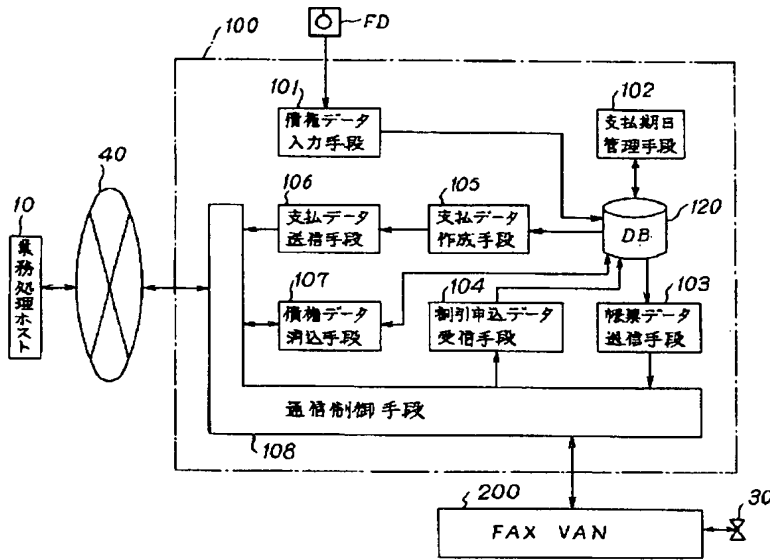 FD
100
101
債権データ
入力手段
102
支払期日
管理手段
40
10
業務処理ホスト
106
支払データ
送信手段
105
支払データ
作成手段
DB
120
107
債権データ
消込手段
104
割引申込データ
受信手段
103
帳票データ
送信手段
通信制御手段
108
200
FAX VAN
30